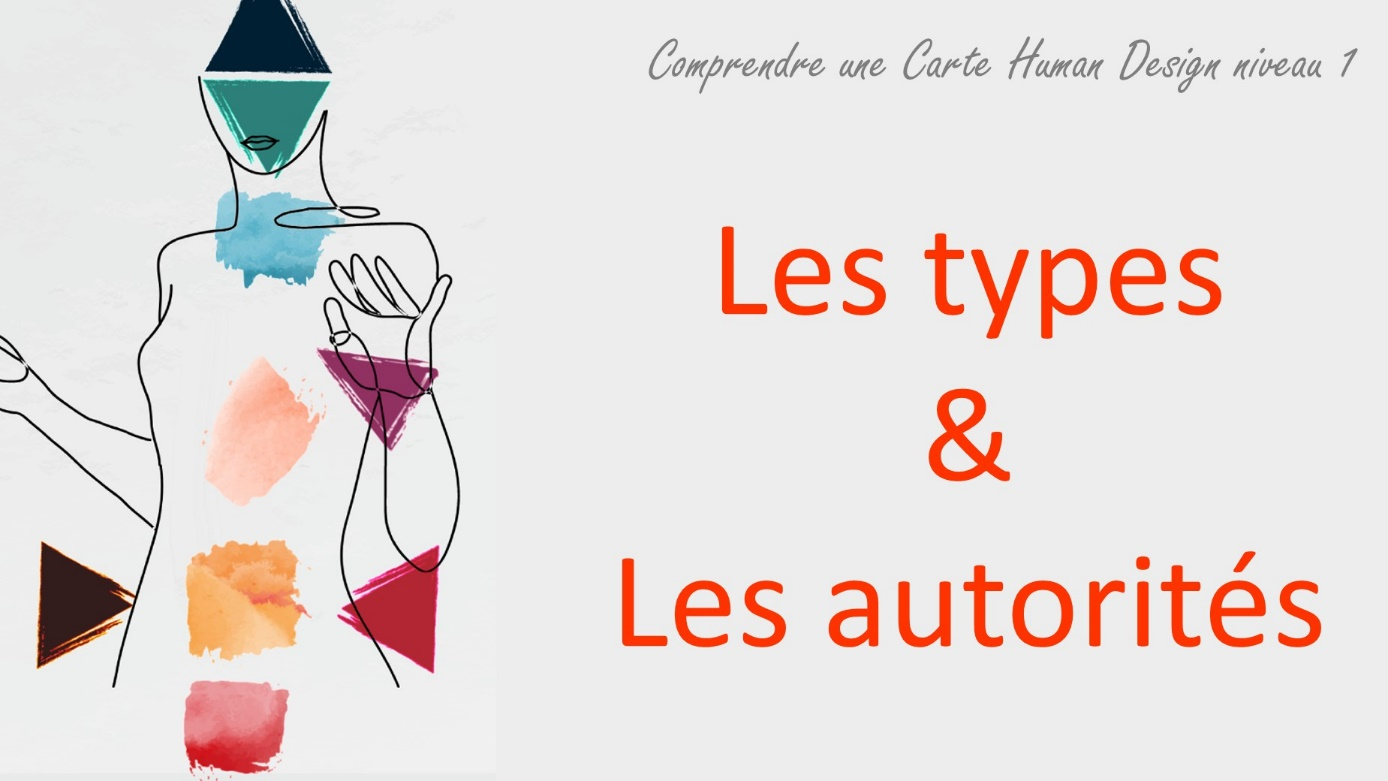 Comprendre une Carte Human Design niveau 1
Les types
&
Les autorités